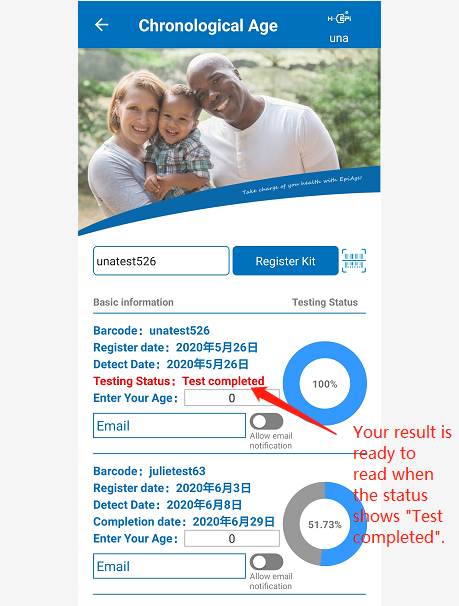 Chronological Age
HKEPi
una
Take charge of you health with EpiAge!
unatest526
Register Kit
Basic information
Testing Status
Barcode：unatest526
Register date：2020年5月26日
Detect Date：2020年5月26日
Testing Status：Test completed
Enter Your Age：
0
100%
Email
Allow email
notification
Your result is
ready to
read when
the status
shows "Test
completed".
Barcode：julietest63
Register date：2020年6月3日
Detect Date：2020年6月8日
Completion date：2020年6月29日
Enter Your Age：
0
51.73%
Email
Allow email
notification